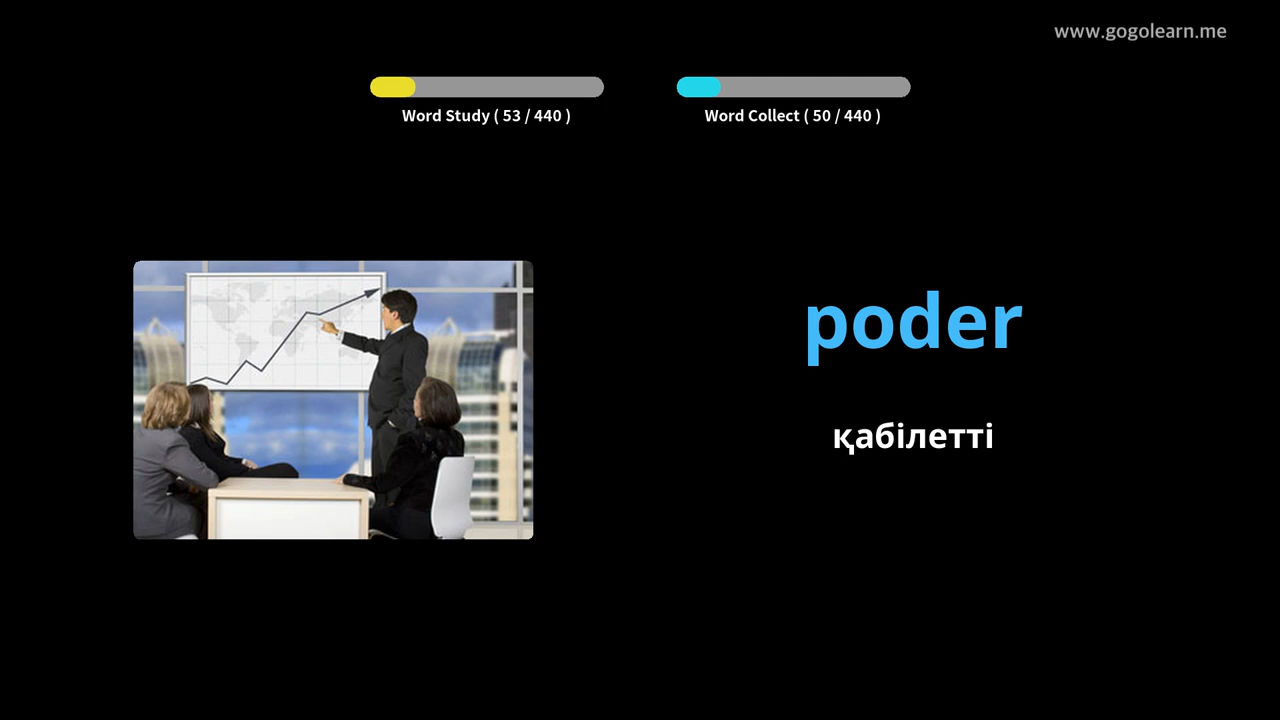 www.gogolearn.me
Word Study ( 53 / 440 )
Word Collect ( 50 / 440 )
poder
қабілетті